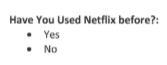 Have You Used Netflix before?:
• Yes
• No